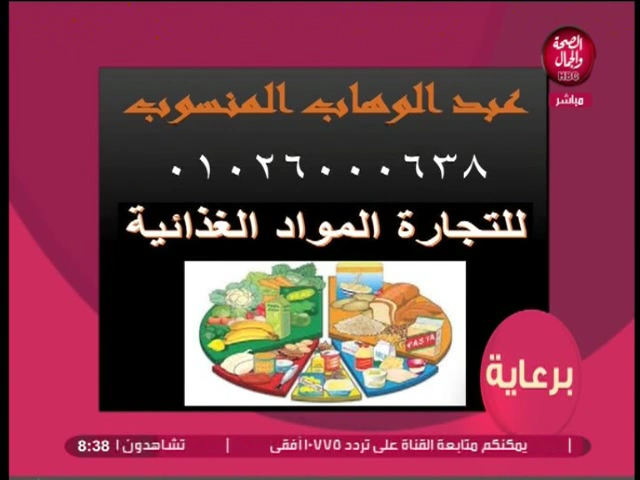 الصحة
والجمال
HBC
مباشر
عبد الوهاب المنسوب
٠١٠٢٦٠٠٠٦٣٨
للتجارة المواد الغذائية
PASTA
برعاية
يمكنكم متابعة القناة على تردد ١٠٧٧٥ أفقى | تشاهدون ا 8:38